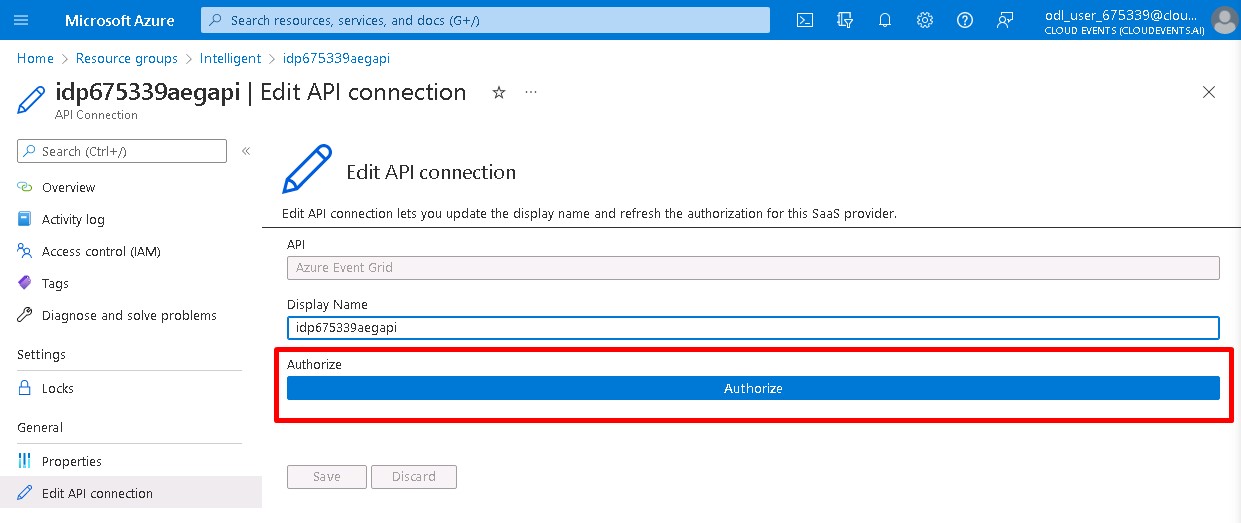 Microsoft Azure
Search resources, services, and docs (G+/)
odl_user_675339@clou...
CLOUD EVENTS (CLOUDEVENTS.AI)
Home > Resource groups > Intelligent > idp675339aegapi
idp675339aegapi | Edit API connection
API Connection
Search (Ctrl+/)
Overview
Activity log
Access control (IAM)
Tags
Diagnose and solve problems
Settings
Locks
General
Properties
Edit API connection
Edit API connection
Edit API connection lets you update the display name and refresh the authorization for this SaaS provider.
API
Azure Event Grid
Display Name
idp675339aegapi
Authorize
Authorize
Save
Discard